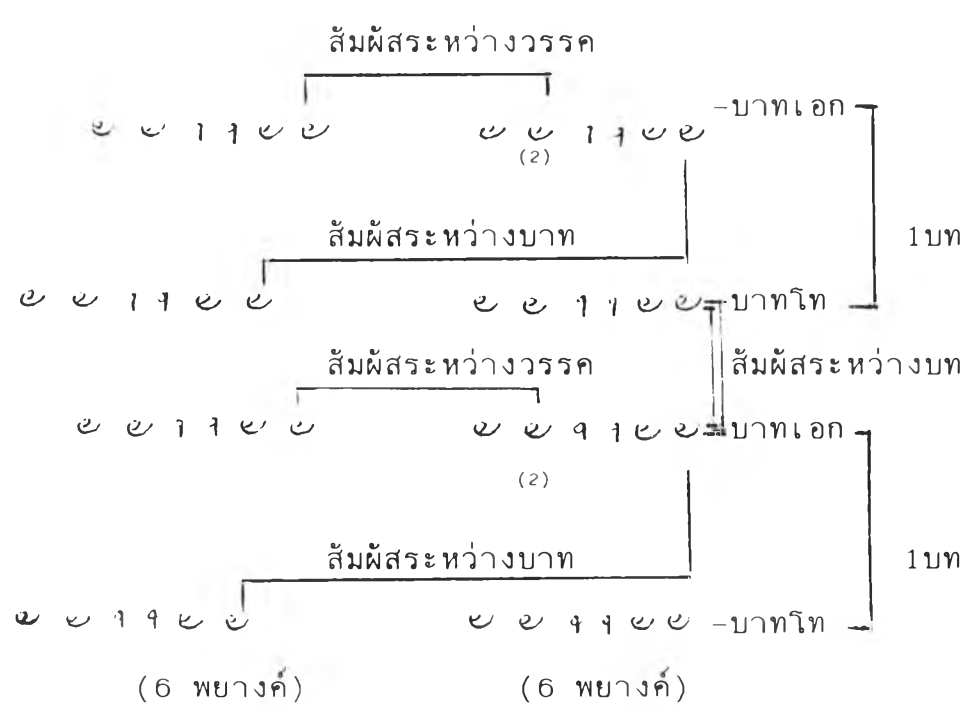 สัมผัสระหว่างวรรค
ั ั ุ ุ ั ั ั ั ุ ุ ั ั -บาทเอก
(2)
สัมผัสระหว่างบาท 1บท
ั ั ุ ุ ั ั ั ั ุ ุ ั ั -บาทโท
สัมผัสระหว่างวรรค สัมผัสระหว่างบท
ั ั ุ ุ ั ั ั ั ุ ุ ั ั -บาทเอก
(2)
สัมผัสระหว่างบาท 1บท
ั ั ุ ุ ั ั ั ั ุ ุ ั ั -บาทโท
(6 พยางค์) (6 พยางค์)